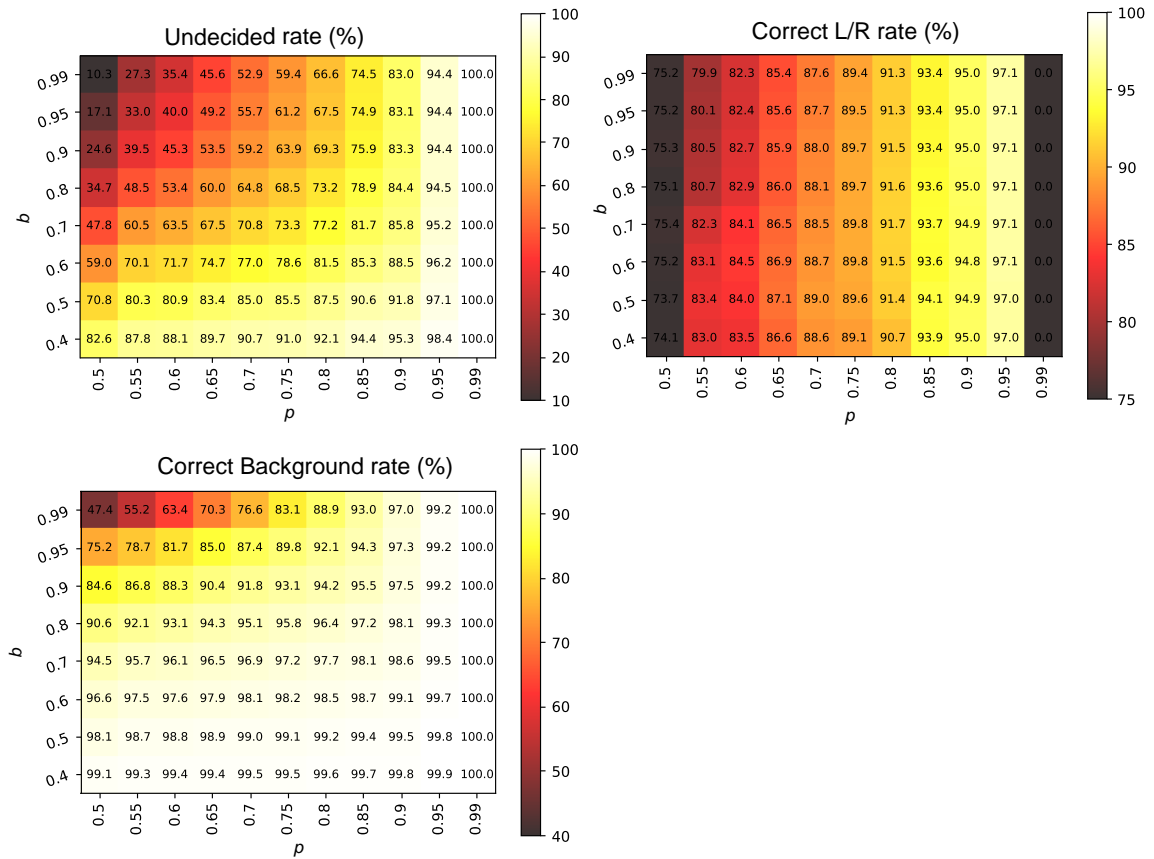 Undecided rate (%)
0.99 10.3 27.3 35.4 45.6 52.9 59.4 66.6 74.5 83.0 94.4 100.0
0.95 17.1 33.0 40.0 49.2 55.7 61.2 67.5 74.9 83.1 94.4 100.0
0.9 24.6 39.5 45.3 53.5 59.2 63.9 69.3 75.9 83.3 94.4 100.0
0.8 34.7 48.5 53.4 60.0 64.8 68.5 73.2 78.9 84.4 94.5 100.0
0.7 47.8 60.5 63.5 67.5 70.8 73.3 77.2 81.7 85.8 95.2 100.0
0.6 59.0 70.1 71.7 74.7 77.0 78.6 81.5 85.3 88.5 96.2 100.0
0.5 70.8 80.3 80.9 83.4 85.0 85.5 87.5 90.6 91.8 97.1 100.0
0.4 82.6 87.8 88.1 89.7 90.7 91.0 92.1 94.4 95.3 98.4 100.0
b
0.5 0.55 0.6 0.65 0.7 0.75 0.8 0.85 0.9 0.95 0.99
p
100
90
80
70
60
50
40
30
20
10
Correct L/R rate (%)
0.99 75.2 79.9 82.3 85.4 87.6 89.4 91.3 93.4 95.0 97.1 0.0
0.95 75.2 80.1 82.4 85.6 87.7 89.5 91.3 93.4 95.0 97.1 0.0
0.9 75.3 80.5 82.7 85.9 88.0 89.7 91.5 93.4 95.0 97.1 0.0
0.8 75.1 80.7 82.9 86.0 88.1 89.7 91.6 93.6 95.0 97.1 0.0
0.7 75.4 82.3 84.1 86.5 88.5 89.8 91.7 93.7 94.9 97.1 0.0
0.6 75.2 83.1 84.5 86.9 88.7 89.8 91.5 93.6 94.8 97.1 0.0
0.5 73.7 83.4 84.0 87.1 89.0 89.6 91.4 94.1 94.9 97.0 0.0
0.4 74.1 83.0 83.5 86.6 88.6 89.1 90.7 93.9 95.0 97.0 0.0
b
0.5 0.55 0.6 0.65 0.7 0.75 0.8 0.85 0.9 0.95 0.99
p
100
95
90
85
80
75
Correct Background rate (%)
0.99 47.4 55.2 63.4 70.3 76.6 83.1 88.9 93.0 97.0 99.2 100.0
0.95 75.2 78.7 81.7 85.0 87.4 89.8 92.1 94.3 97.3 99.2 100.0
0.9 84.6 86.8 88.3 90.4 91.8 93.1 94.2 95.5 97.5 99.2 100.0
0.8 90.6 92.1 93.1 94.3 95.1 95.8 96.4 97.2 98.1 99.3 100.0
0.7 94.5 95.7 96.1 96.5 96.9 97.2 97.7 98.1 98.6 99.5 100.0
0.6 96.6 97.5 97.6 97.9 98.1 98.2 98.5 98.7 99.1 99.7 100.0
0.5 98.1 98.7 98.8 98.9 99.0 99.1 99.2 99.4 99.5 99.8 100.0
0.4 99.1 99.3 99.4 99.4 99.5 99.5 99.6 99.7 99.8 99.9 100.0
b
0.5 0.55 0.6 0.65 0.7 0.75 0.8 0.85 0.9 0.95 0.99
p
100
90
80
70
60
50
40